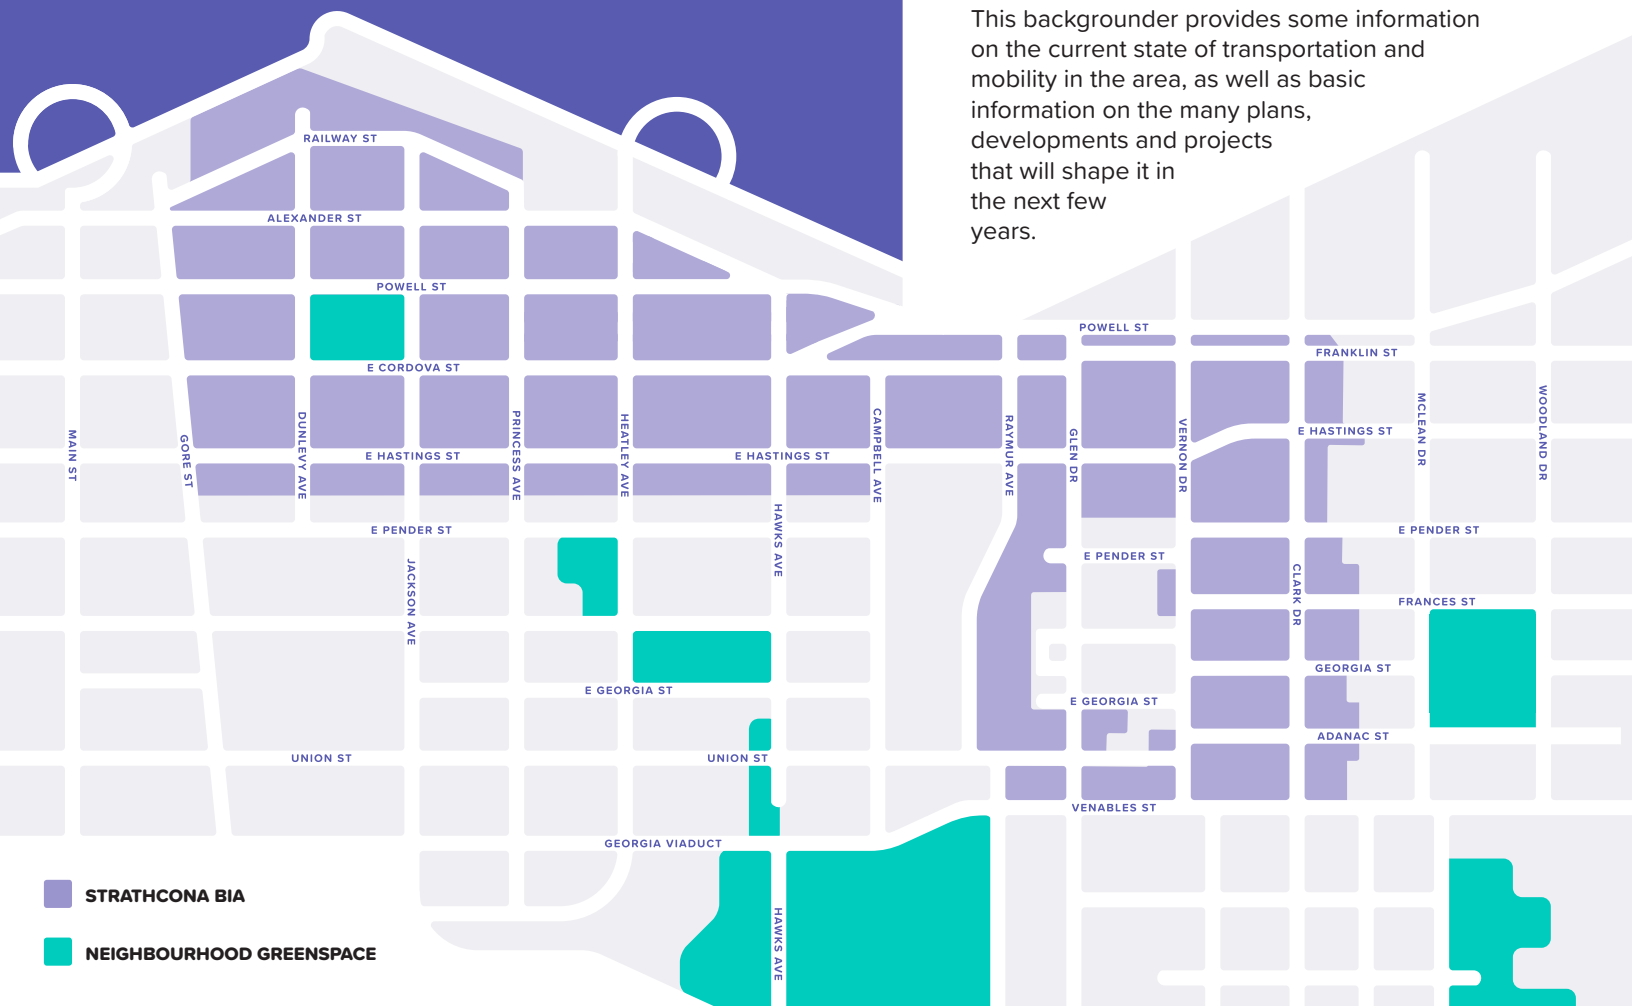 This backgrounder provides some information
on the current state of transportation and
mobility in the area, as well as basic
information on the many plans,
developments and projects
that will shape it in
the next few
years.
RAILWAY ST
ALEXANDER ST
POWELL ST
POWELL ST
FRANKLIN ST
E CORDOVA ST
MAIN ST
GORE ST
DUNLEVY AVE
PRINCESS AVE
HEATLEY AVE
CAMPBELL AVE
RAYMUR AVE
GLEN DR
VERNON DR
MCLEAN DR
WOODLAND DR
E HASTINGS ST
E HASTINGS ST
E HASTINGS ST
HAWKS AVE
E PENDER ST
E PENDER ST
E PENDER ST
JACKSON AVE
CLARK DR
FRANCES ST
GEORGIA ST
E GEORGIA ST
E GEORGIA ST
ADANAC ST
UNION ST
UNION ST
VENABLES ST
GEORGIA VIADUCT
HAWKS AVE
STRATHCONA BIA
NEIGHBOURHOOD GREENSPACE